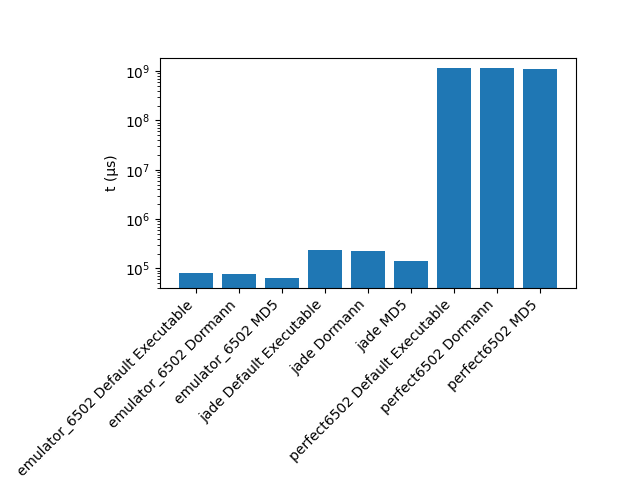 10⁹
10⁸
10⁷
10⁶
10⁵
t (µs)
emulator_6502 Default Executable
emulator_6502 Dormann
emulator_6502 MD5
jade Default Executable
jade Dormann
jade MD5
perfect6502 Default Executable
perfect6502 Dormann
perfect6502 MD5